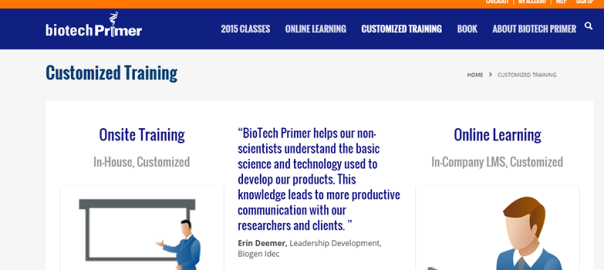 CHECKOUT | MY ACCOUNT | HELP SIGN UP
biotech Primer
2015 CLASSES ONLINE LEARNING CUSTOMIZED TRAINING BOOK ABOUT BIOTECH PRIMER
Customized Training
HOME > CUSTOMIZED TRAINING
Onsite Training
In-House, Customized
“BioTech Primer helps our non-
scientists understand the basic
science and technology used to
develop our products. This
knowledge leads to more productive
communication with our
researchers and clients. ”
Erin Deemer, Leadership Development,
Biogen Idec
Online Learning
In-Company LMS, Customized